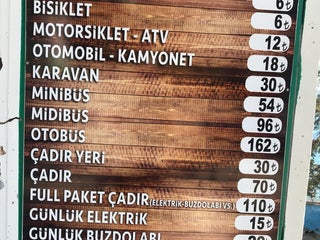 BİSİKLET 6₺
MOTORSİKLET - ATV 6₺
OTOMOBİL - KAMYONET 12₺
KARAVAN 18₺
MİNİBÜS 30₺
MİDİBÜS 54₺
OTOBÜS 96₺
ÇADIR YERİ 162₺
ÇADIR 30₺
FULL PAKET ÇADIR(ELEKTRİK-BUZDOLABI VS.) 70₺
GÜNLÜK ELEKTRİK 110₺
GÜNLÜK BUZDOLABI 15₺